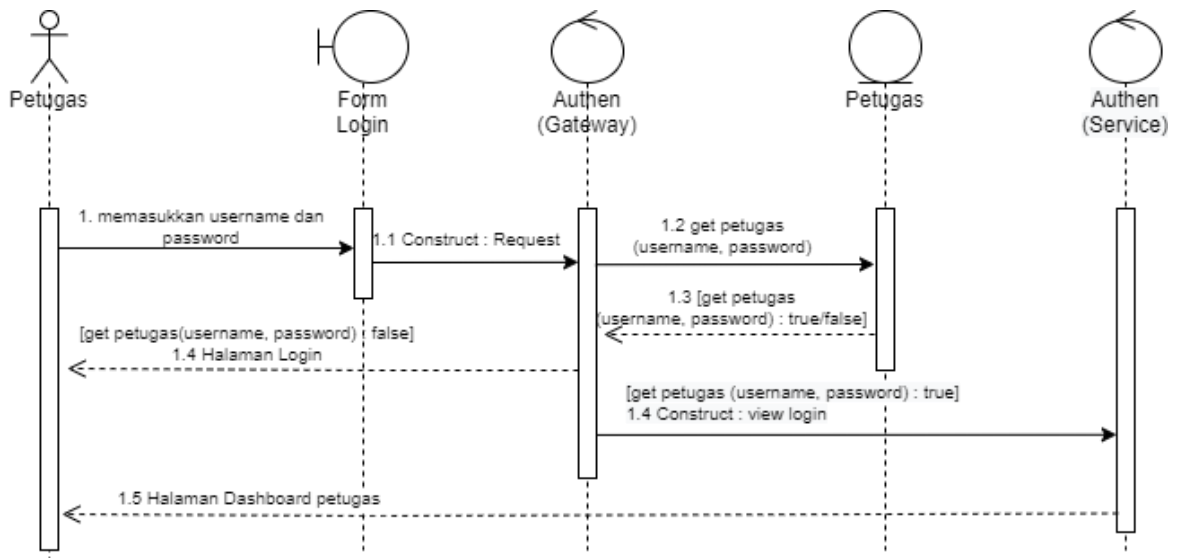 Petugas
Form
Login
Authen
(Gateway)
Petugas
Authen
(Service)
1. memasukkan username dan
password
1.1 Construct : Request
1.2 get petugas
(username, password)
1.3 [get petugas
(username, password) : true/false]
[get petugas(username, password) : false]
1.4 Halaman Login
[get petugas (username, password) : true]
1.4 Construct : view login
1.5 Halaman Dashboard petugas